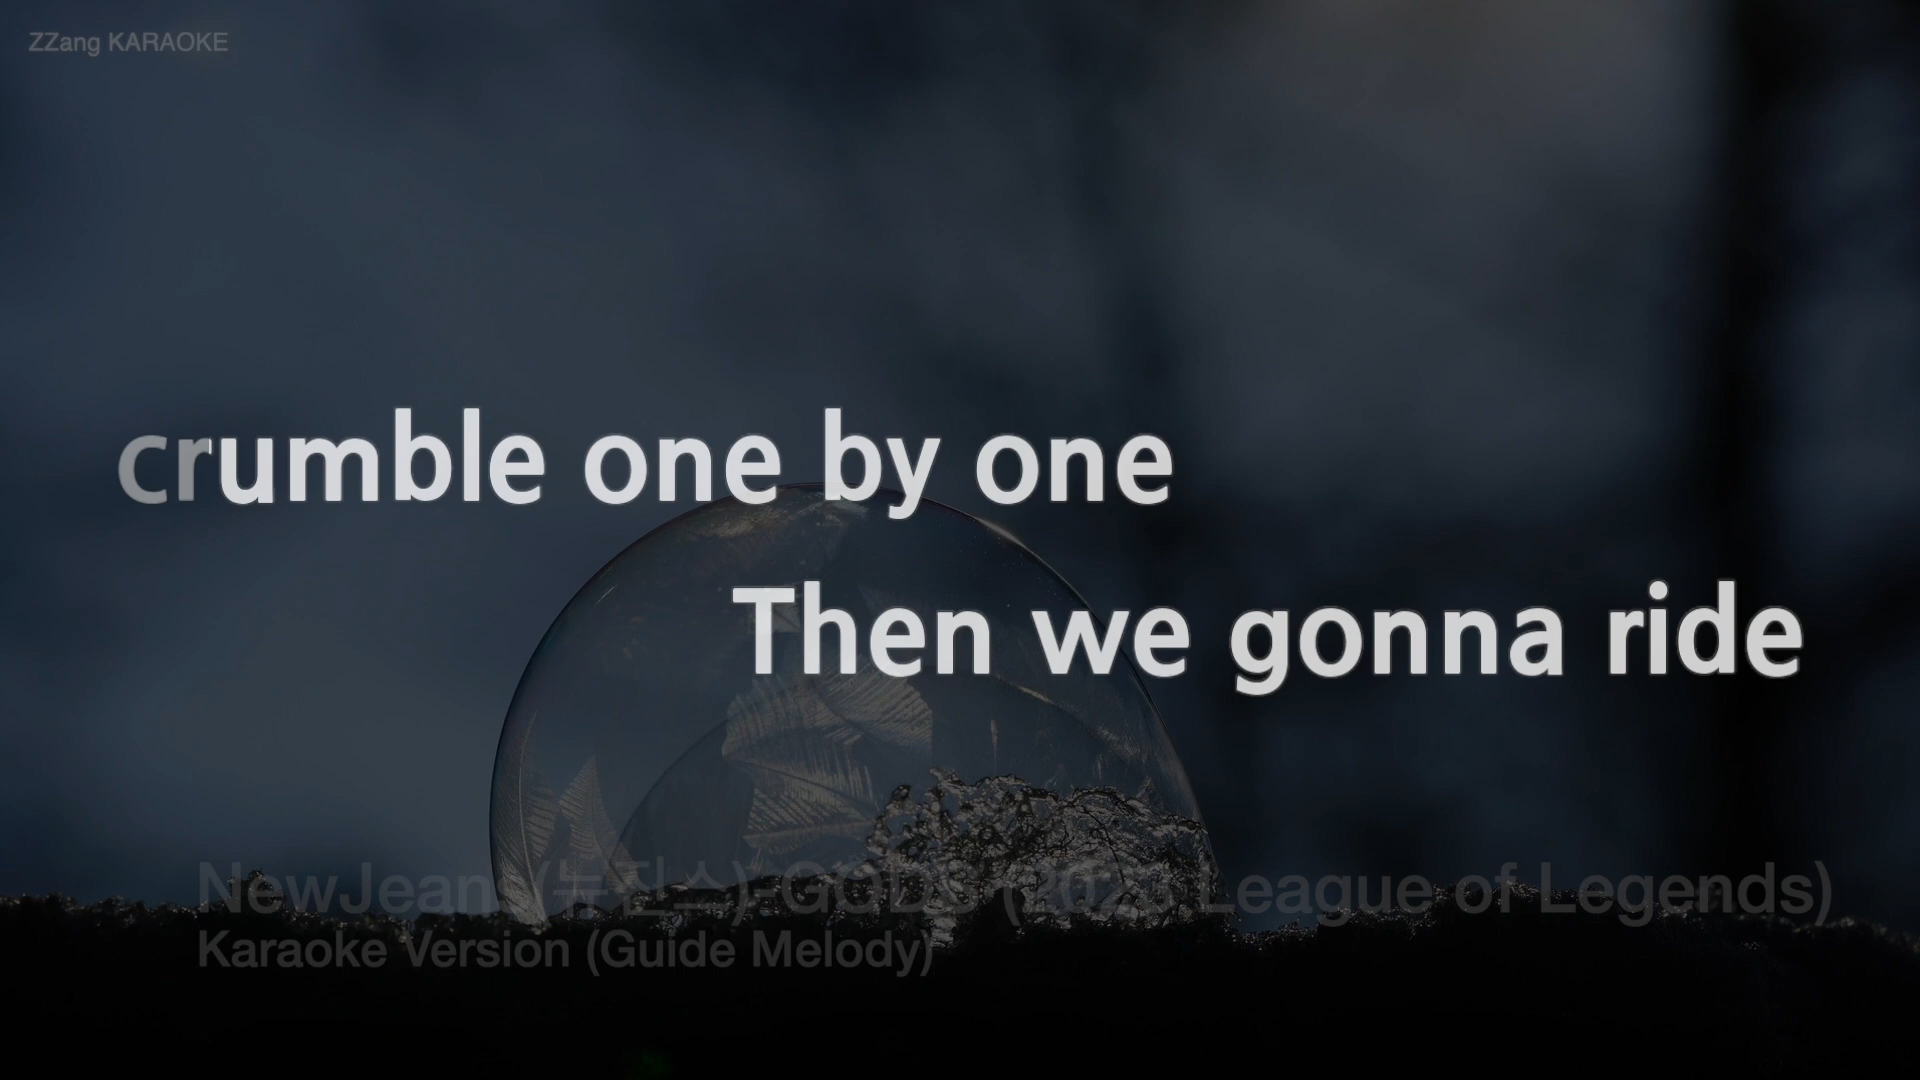 ZZang KARAOKE
crumble one by one
Then we gonna ride
NewJeans (뉴진스)-GODS (2023 League of Legends)
Karaoke Version (Guide Melody)